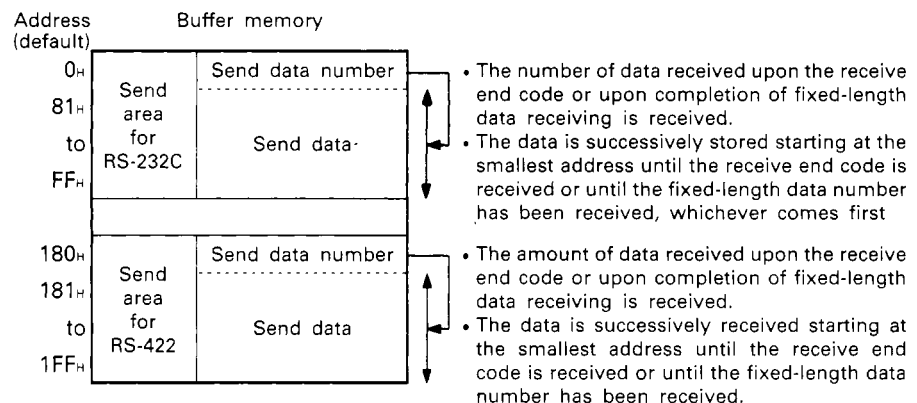 Address
(default)
Buffer memory
0H
81H
to
FFH
Send
area
for
RS-232C
Send data number
Send data
• The number of data received upon the receive
end code or upon completion of fixed-length
data receiving is received.
• The data is successively stored starting at the
smallest address until the receive end code is
received or until the fixed-length data number
has been received, whichever comes first
180H
181H
to
1FFH
Send
area
for
RS-422
Send data number
Send data
• The amount of data received upon the receive
end code or upon completion of fixed-length
data receiving is received.
• The data is successively received starting at
the smallest address until the receive end
code is received or until the fixed-length data
number has been received.